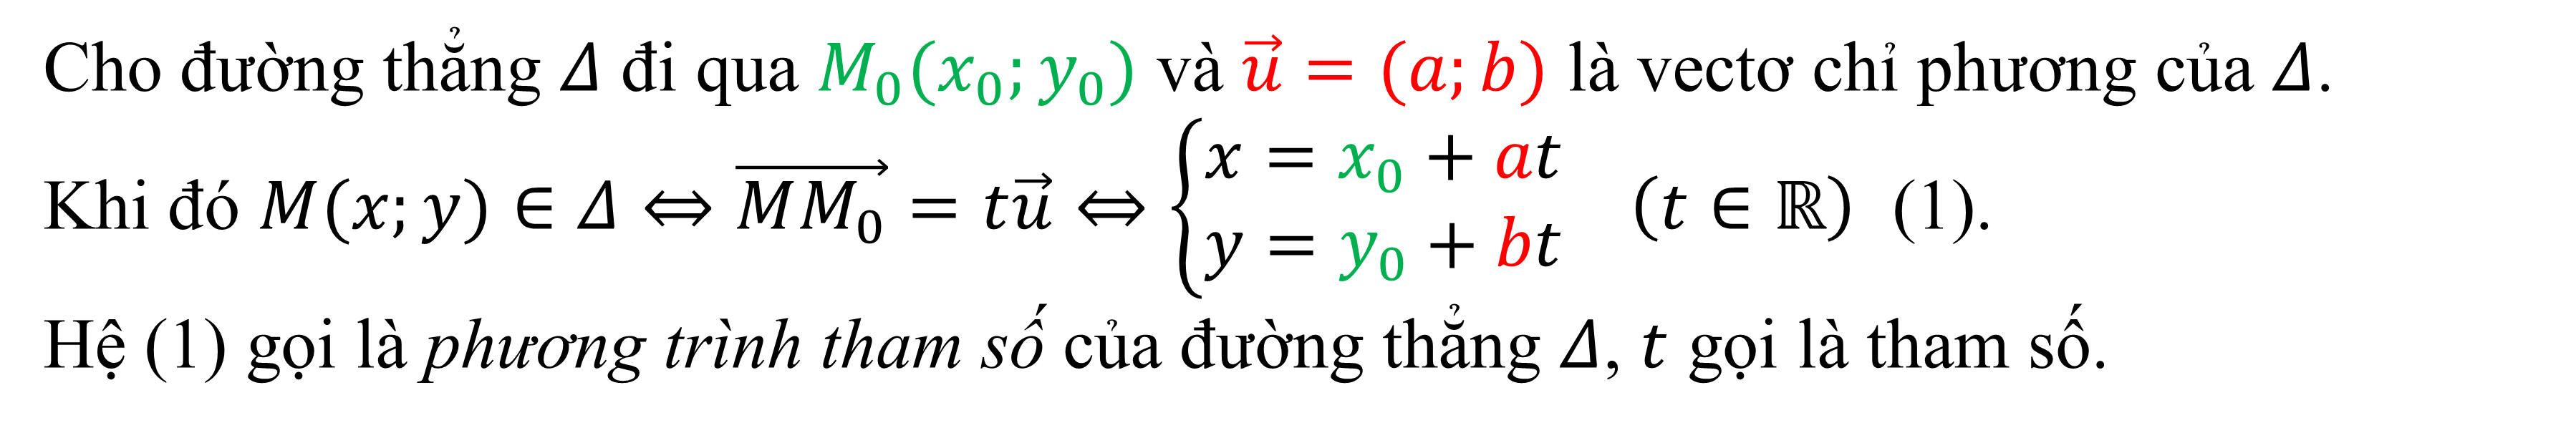 Cho đường thẳng Δ đi qua M₀(x₀; y₀) và u⃗ = (a; b) là vectơ chỉ phương của Δ.
Khi đó M(x; y) ∈ Δ ⇔ \overrightarrow{MM₀} = tu⃗ ⇔ { x = x₀ + at
y = y₀ + bt (t ∈ ℝ) (1).
Hệ (1) gọi là phương trình tham số của đường thẳng Δ, t gọi là tham số.